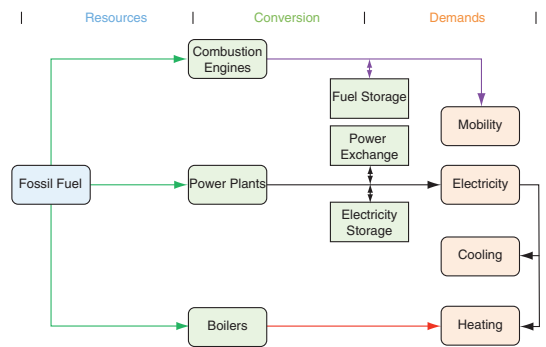 Resources
Conversion
Demands
Combustion
Engines
Fuel Storage
Mobility
Power
Exchange
Fossil Fuel
Power Plants
Electricity
Electricity
Storage
Cooling
Boilers
Heating